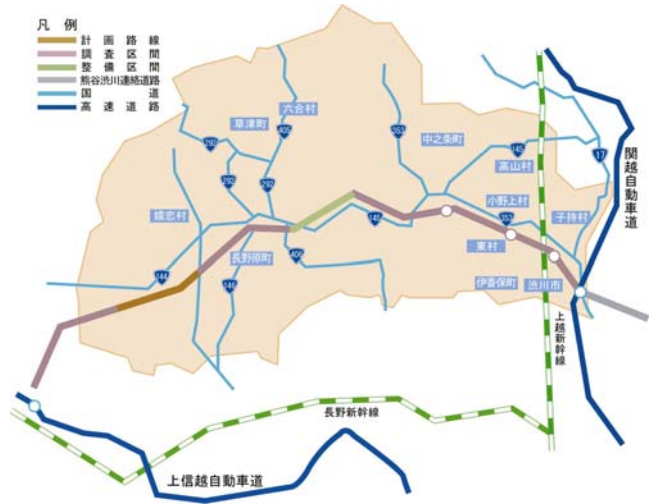 凡例
計画路線
調査区間
整備区間
熊谷渋川連絡道路
国道
高速道路
六合村
草津町
292
405
353
中之条町
145
高山村
17
関越自動車道
292
292
嬬恋村
小野上村
353
子持村
145
長野原町
406
東村
144
146
伊香保町
渋川市
上越新幹線
長野新幹線
上信越自動車道